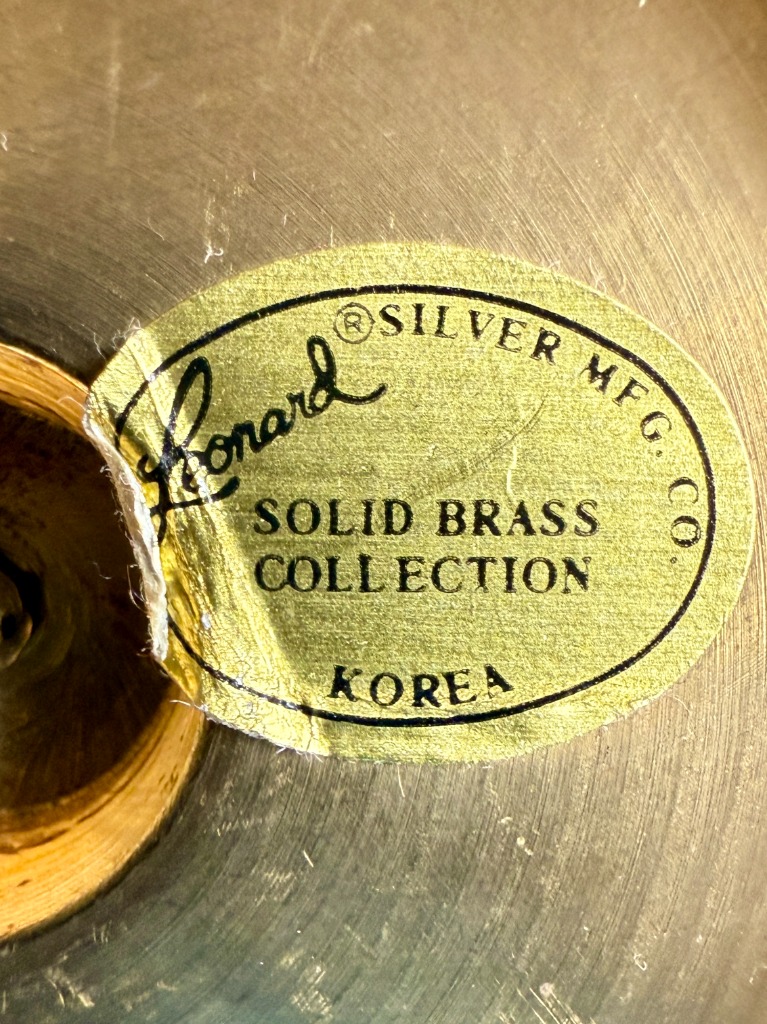 Leonard ® SILVER MFG. CO.
SOLID BRASS
COLLECTION
KOREA